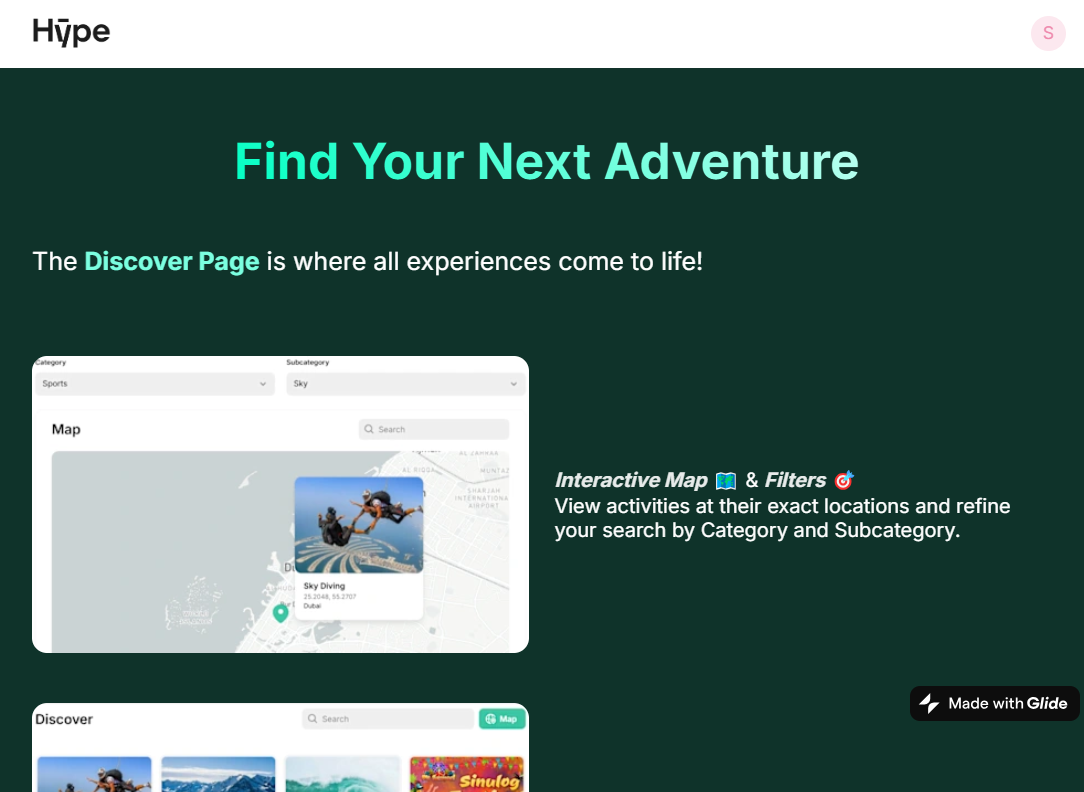 Hype
S
Find Your Next Adventure
The Discover Page is where all experiences come to life!
Category
Subcategory
Sports
Sky
Map
Search
AL ZAHRAA
AL RIQQA
MUNTAZ
SHARJAH
INTERNATIONAL
AIRPORT
Sky Diving
25.2048, 55.2707
Dubai
Interactive Map 🗺️ & Filters 🎯
View activities at their exact locations and refine
your search by Category and Subcategory.
Made with Glide
Discover
Search
Map
Sinulog